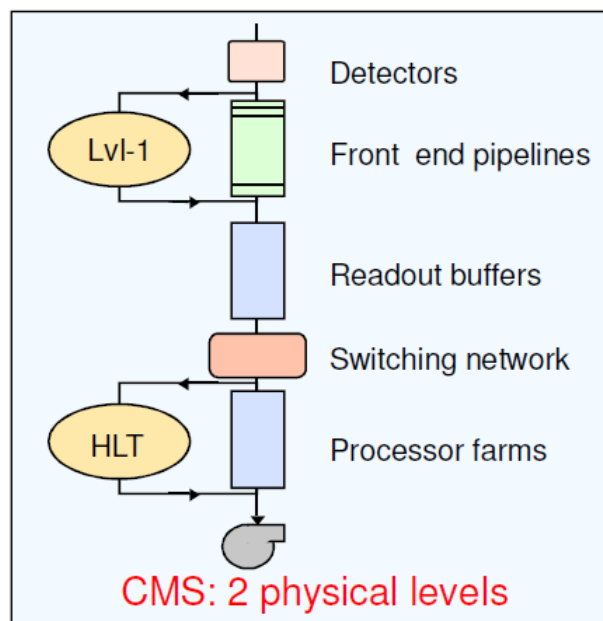 Detectors
Lvl-1
Front end pipelines
Readout buffers
Switching network
HLT
Processor farms
CMS: 2 physical levels